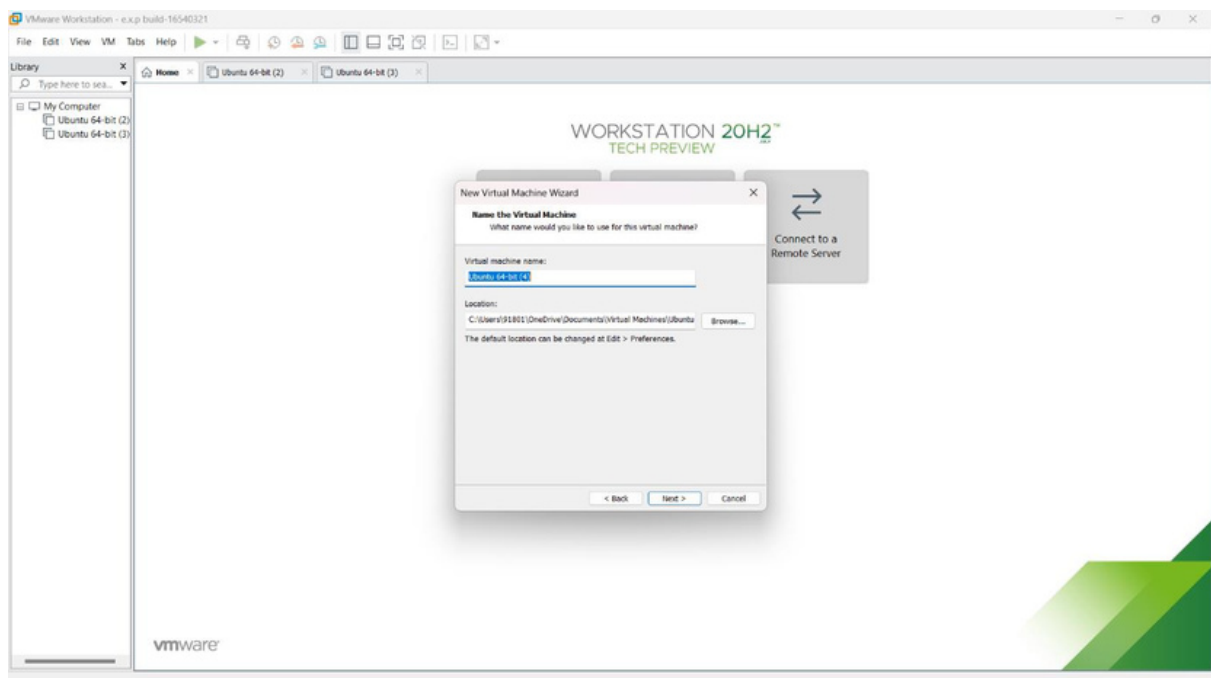 VMware Workstation - e.x.p build-16540321
File Edit View VM Tabs Help
Library X
Type here to sea...
My Computer
Ubuntu 64-bit (2)
Ubuntu 64-bit (3)
Home
Ubuntu 64-bit (2)
Ubuntu 64-bit (3)
WORKSTATION 20H2™
TECH PREVIEW
Connect to a
Remote Server
New Virtual Machine Wizard
Name the Virtual Machine
What name would you like to use for this virtual machine?
Virtual machine name:
Ubuntu 64-bit (4)
Location:
C:\Users\91801\OneDrive\Documents\Virtual Machines\Ubuntu
Browse...
The default location can be changed at Edit > Preferences.
< Back Next > Cancel
vmware